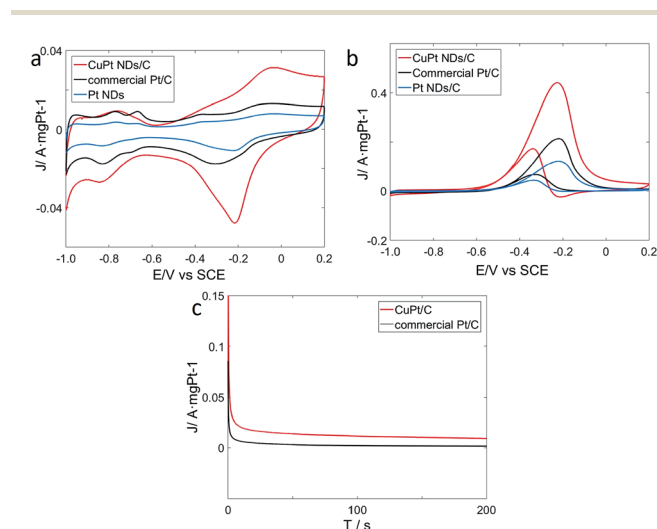 a
0.04
0
-0.04
J/ A·mgPt-1
CuPt NDs/C
commercial Pt/C
Pt NDs
-1.0 -0.8 -0.6 -0.4 -0.2 0 0.2
E/V vs SCE
b
0.4
0.2
0
-0.2
J/ A·mgPt-1
CuPt NDs/C
Commercial Pt/C
Pt NDs/C
-1.0 -0.8 -0.6 -0.4 -0.2 0 0.2
E/V vs SCE
c
0.15
0.1
0.05
0
J/ A·mgPt-1
CuPt/C
commercial Pt/C
0 100 200
T / s